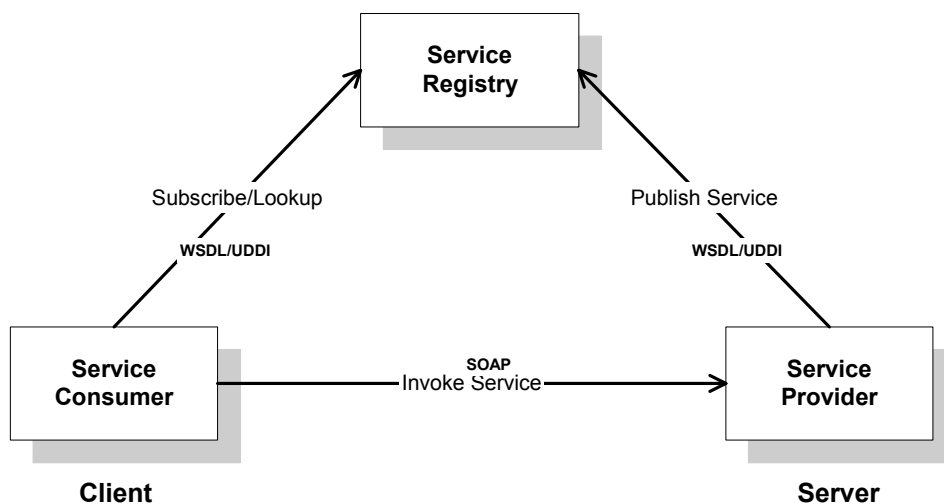 Service
Registry
Subscribe/Lookup
Publish Service
WSDL/UDDI
WSDL/UDDI
Service
Consumer
SOAP
Invoke Service
Service
Provider
Client
Server